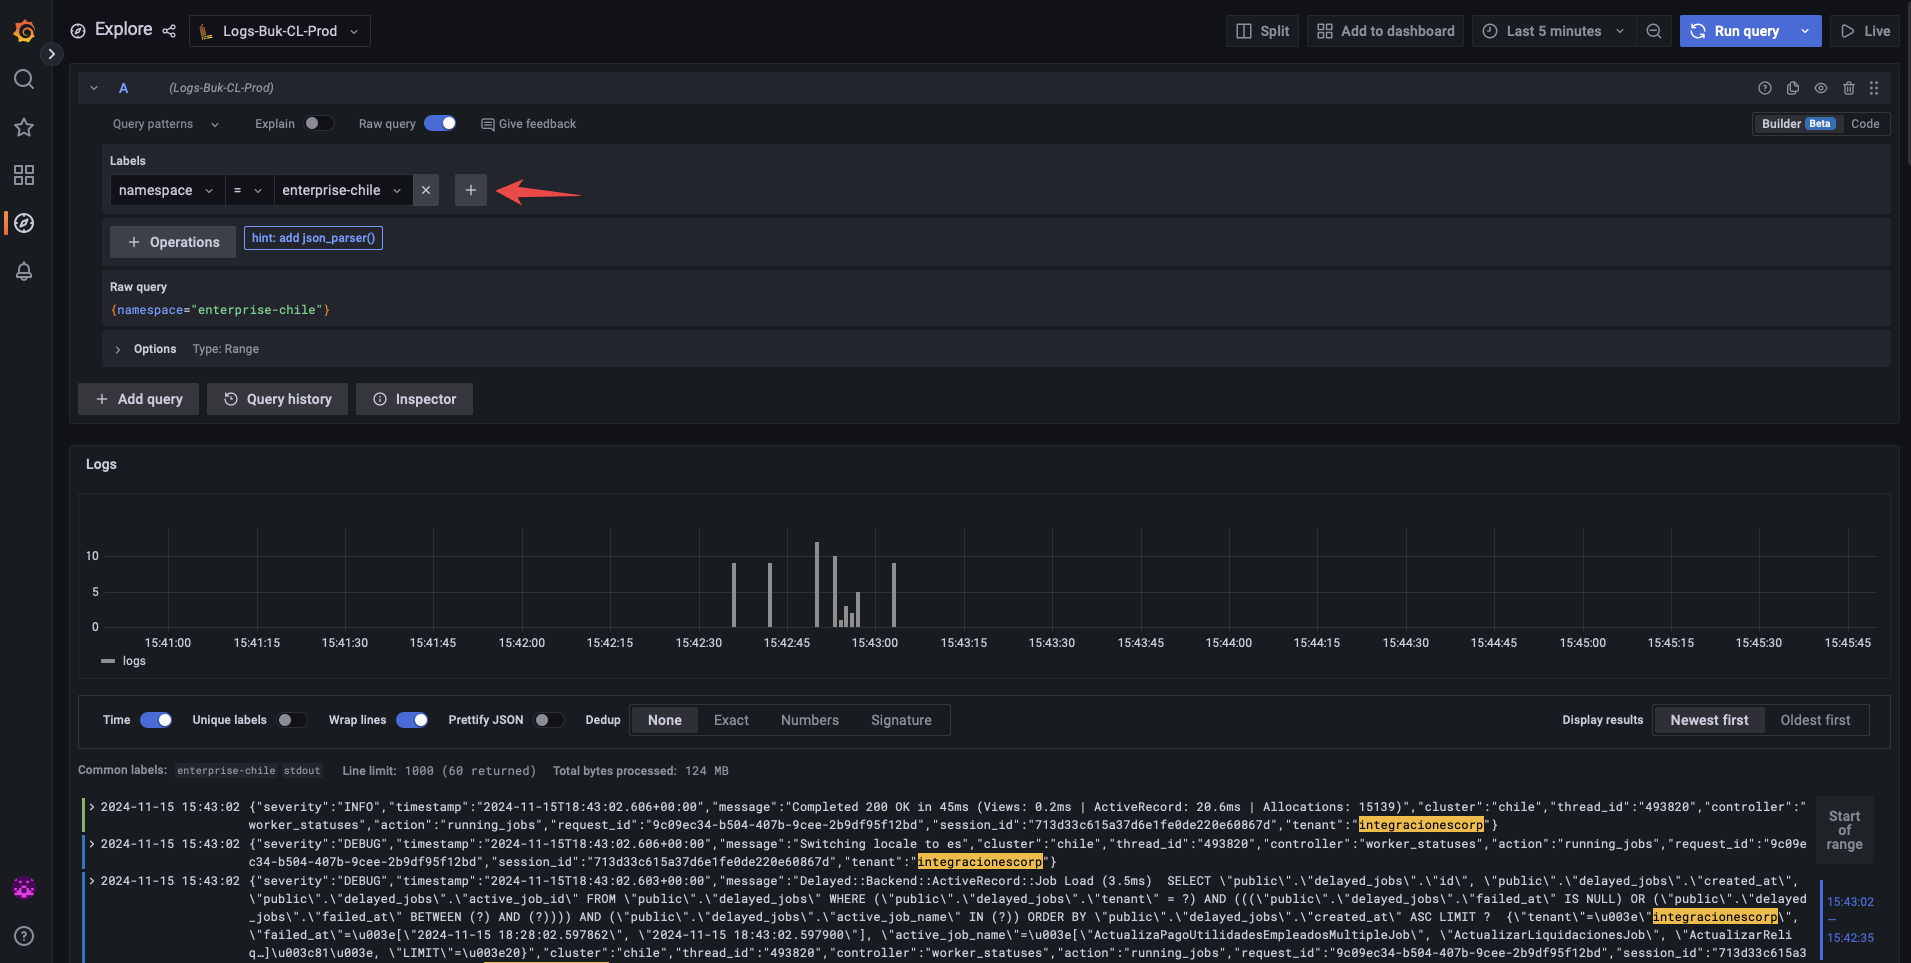 Explore Logs-Buk-CL-Prod Split Add to dashboard Last 5 minutes Run query Live
A (Logs-Buk-CL-Prod)
Query patterns Explain Raw query Give feedback Builder Beta Code
Labels
namespace = enterprise-chile × +
+ Operations hint: add json_parser()
Raw query
{namespace="enterprise-chile"}
Options Type: Range
+ Add query Query history Inspector
Logs
10
5
0
15:41:00 15:41:15 15:41:30 15:41:45 15:42:00 15:42:15 15:42:30 15:42:45 15:43:00 15:43:15 15:43:30 15:43:45 15:44:00 15:44:15 15:44:30 15:44:45 15:45:00 15:45:15 15:45:30 15:45:45
logs
Time Unique labels Wrap lines Prettify JSON Dedup None Exact Numbers Signature Display results Newest first Oldest first
Common labels: enterprise-chile stdout Line limit: 1000 (60 returned) Total bytes processed: 124 MB
2024-11-15 15:43:02 {"severity":"INFO","timestamp":"2024-11-15T18:43:02.606+00:00","message":"Completed 200 OK in 45ms (Views: 0.2ms | ActiveRecord: 20.6ms | Allocations: 15139)","cluster":"chile","thread_id":"493820","controller":"
worker_statuses","action":"running_jobs","request_id":"9c09ec34-b504-407b-9cee-2b9df95f12bd","session_id":"713d33c615a37d6e1fe0de220e60867d","tenant":"integracionescorp"}
2024-11-15 15:43:02 {"severity":"DEBUG","timestamp":"2024-11-15T18:43:02.606+00:00","message":"Switching locale to es","cluster":"chile","thread_id":"493820","controller":"worker_statuses","action":"running_jobs","request_id":"9c09e
c34-b504-407b-9cee-2b9df95f12bd","session_id":"713d33c615a37d6e1fe0de220e60867d","tenant":"integracionescorp"}
2024-11-15 15:43:02 {"severity":"DEBUG","timestamp":"2024-11-15T18:43:02.603+00:00","message":"Delayed::Backend::ActiveRecord::Job Load (3.5ms)  SELECT \"public\".\"delayed_jobs\".\"id\", \"public\".\"delayed_jobs\".\"created_at\",
\"public\".\"delayed_jobs\".\"active_job_id\" FROM \"public\".\"delayed_jobs\" WHERE (\"public\".\"delayed_jobs\".\"tenant\" = ?) AND (((\"public\".\"delayed_jobs\".\"failed_at\" IS NULL) OR (\"public\".\"delayed
_jobs\".\"failed_at\" BETWEEN (?) AND (?)))) AND (\"public\".\"delayed_jobs\".\"active_job_name\" IN (?)) ORDER BY \"public\".\"delayed_jobs\".\"created_at\" ASC LIMIT ?  {\"tenant\"=\u003e\"integracionescorp\",
\"failed_at\"=\u003e[\"2024-11-15 18:28:02.597862\", \"2024-11-15 18:43:02.597900\"], \"active_job_name\"=\u003e[\"ActualizaPagoUtilidadesEmpleadosMultipleJob\", \"ActualizarLiquidacionesJob\", \"ActualizarReli
q…]\u003c81\u003e, \"LIMIT\"=\u003e20}","cluster":"chile","thread_id":"493820","controller":"worker_statuses","action":"running_jobs","request_id":"9c09ec34-b504-407b-9cee-2b9df95f12bd","session_id":"713d33c615a3
Start
of
range
15:43:02
—
15:42:35